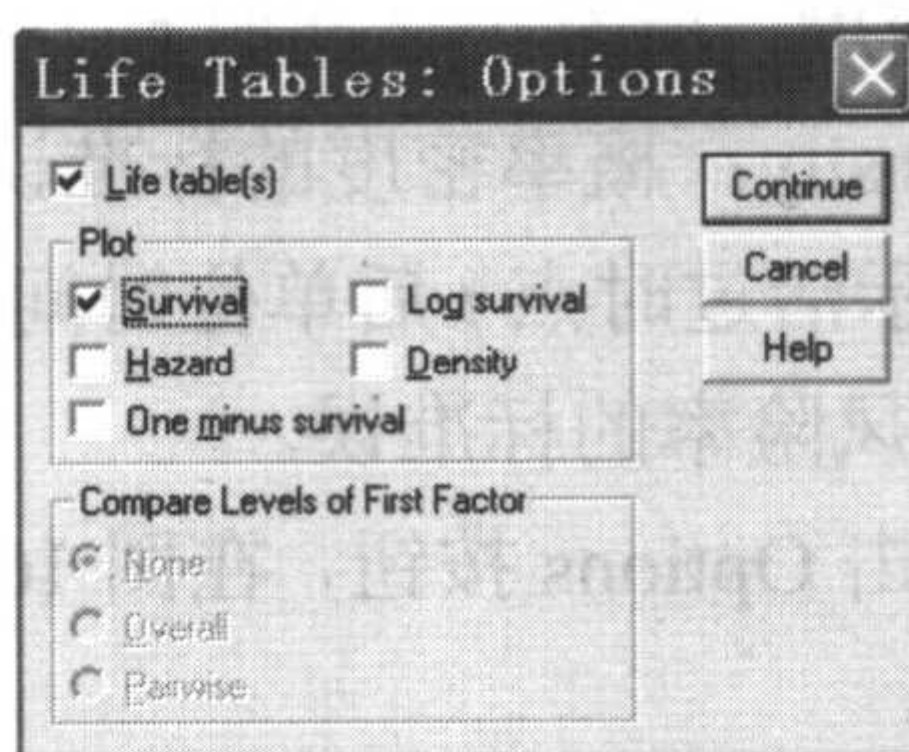 Life Tables: Options
Life table(s)
Continue
Plot
Cancel
Survival
Log survival
Help
Hazard
Density
One minus survival
Compare Levels of First Factor
None
Overall
Pairwise
Options